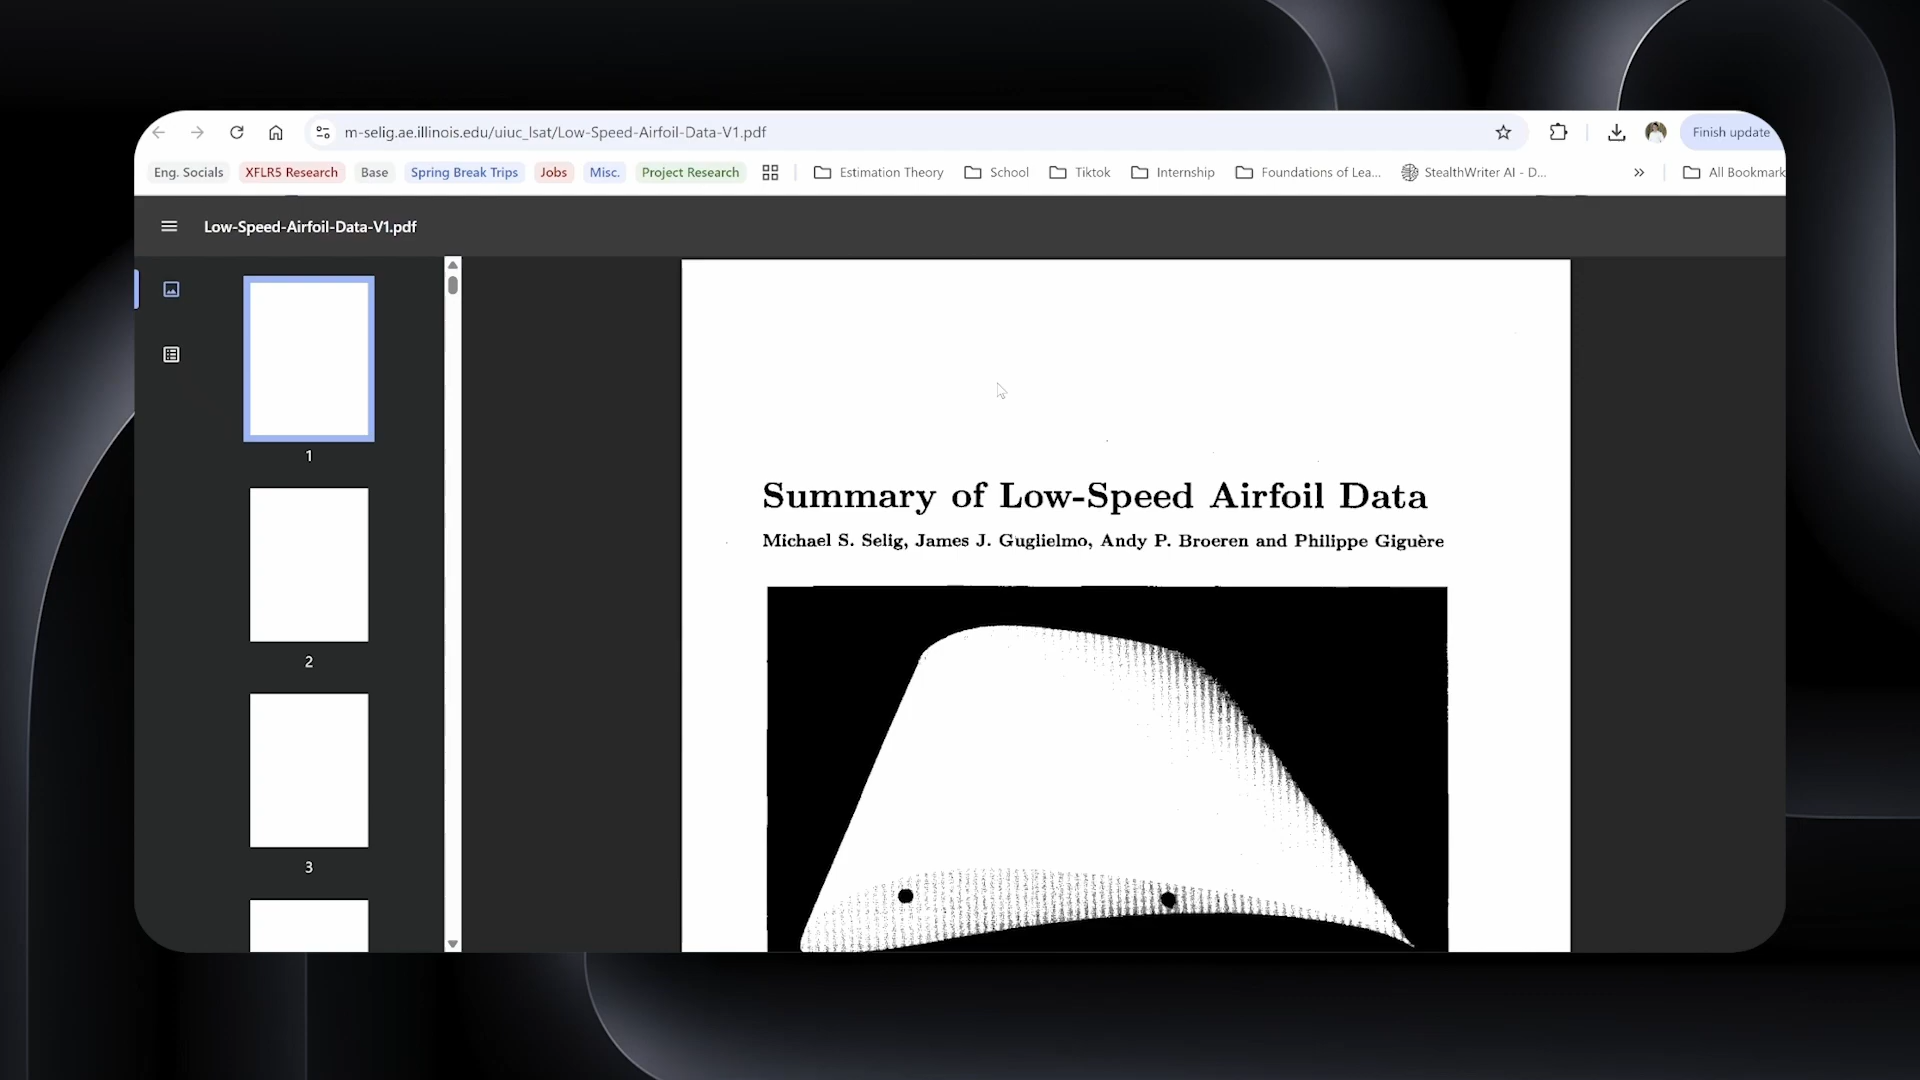 m-selig.ae.illinois.edu/uiuc_lsat/Low-Speed-Airfoil-Data-V1.pdf
Finish update
Eng. Socials
XFLR5 Research
Base
Spring Break Trips
Jobs
Misc.
Project Research
Estimation Theory
School
Tiktok
Internship
Foundations of Lea...
StealthWriter AI - D...
»
All Bookmark
Low-Speed-Airfoil-Data-V1.pdf
1
2
3
Summary of Low-Speed Airfoil Data
Michael S. Selig, James J. Guglielmo, Andy P. Broeren and Philippe Giguère